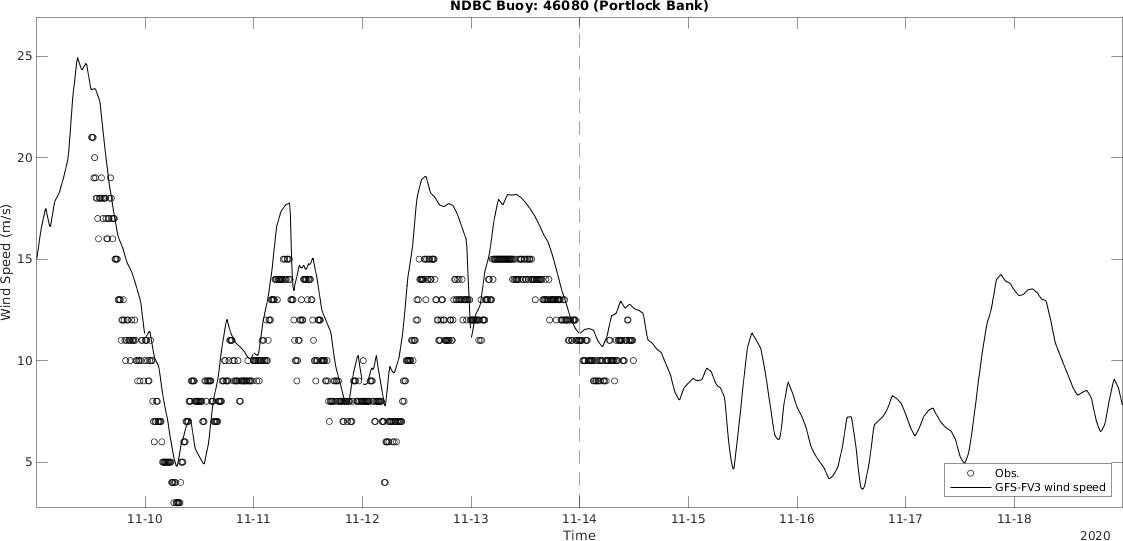 NDBC Buoy: 46080 (Portlock Bank)
Wind Speed (m/s)
25
20
15
10
5
11-10 11-11 11-12 11-13 11-14 11-15 11-16 11-17 11-18
Time
2020
Obs.
GFS-FV3 wind speed